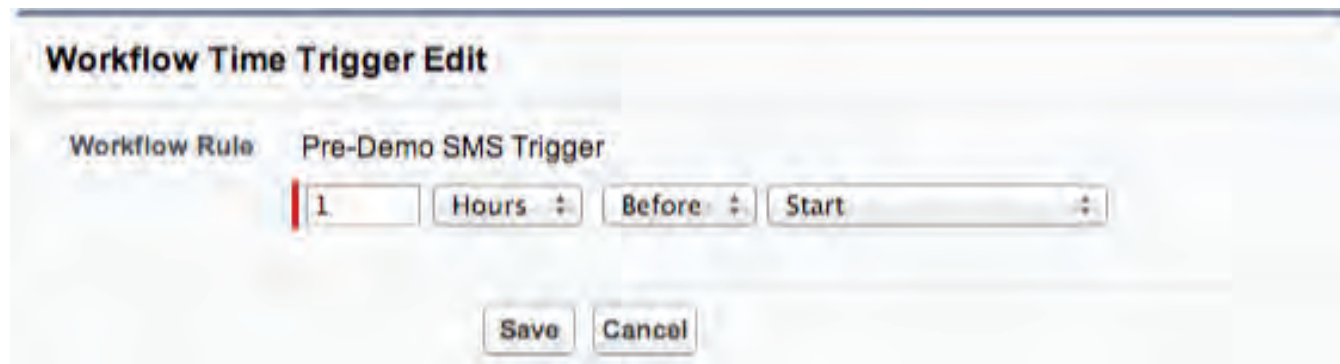 Workflow Time Trigger Edit
Workflow Rule Pre-Demo SMS Trigger
1 Hours Before Start
Save Cancel